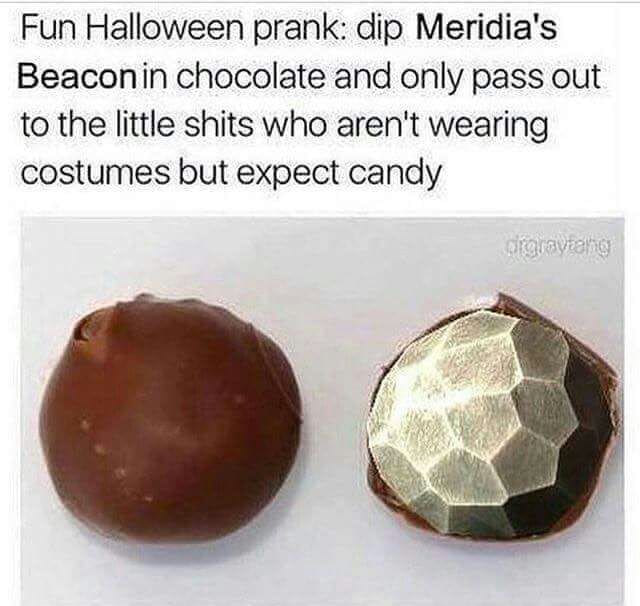 Fun Halloween prank: dip Meridia's
Beacon in chocolate and only pass out
to the little shits who aren't wearing
costumes but expect candy
drgrayfang